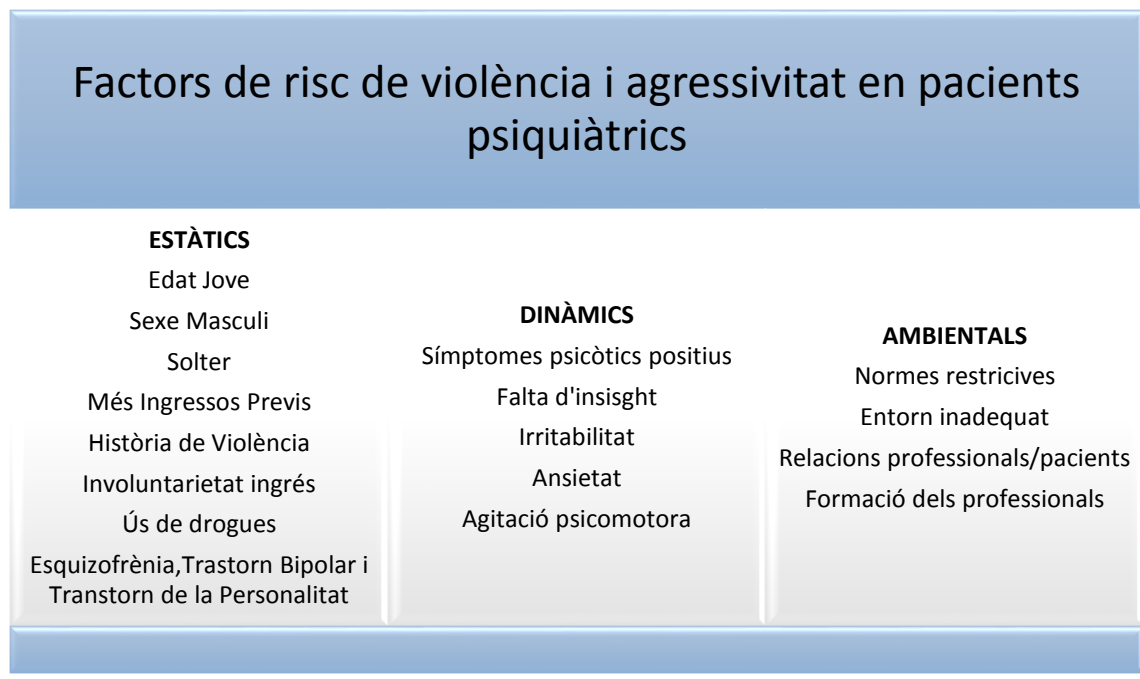 Factors de risc de violència i agressivitat en pacients
psiquiàtrics
ESTÀTICS
Edat Jove
Sexe Masculi
Solter
Més Ingressos Previs
Història de Violència
Involuntarietat ingrés
Ús de drogues
Esquizofrènia,Trastorn Bipolar i
Transtorn de la Personalitat
DINÀMICS
Símptomes psicòtics positius
Falta d'insisght
Irritabilitat
Ansietat
Agitació psicomotora
AMBIENTALS
Normes restricives
Entorn inadequat
Relacions professionals/pacients
Formació dels professionals